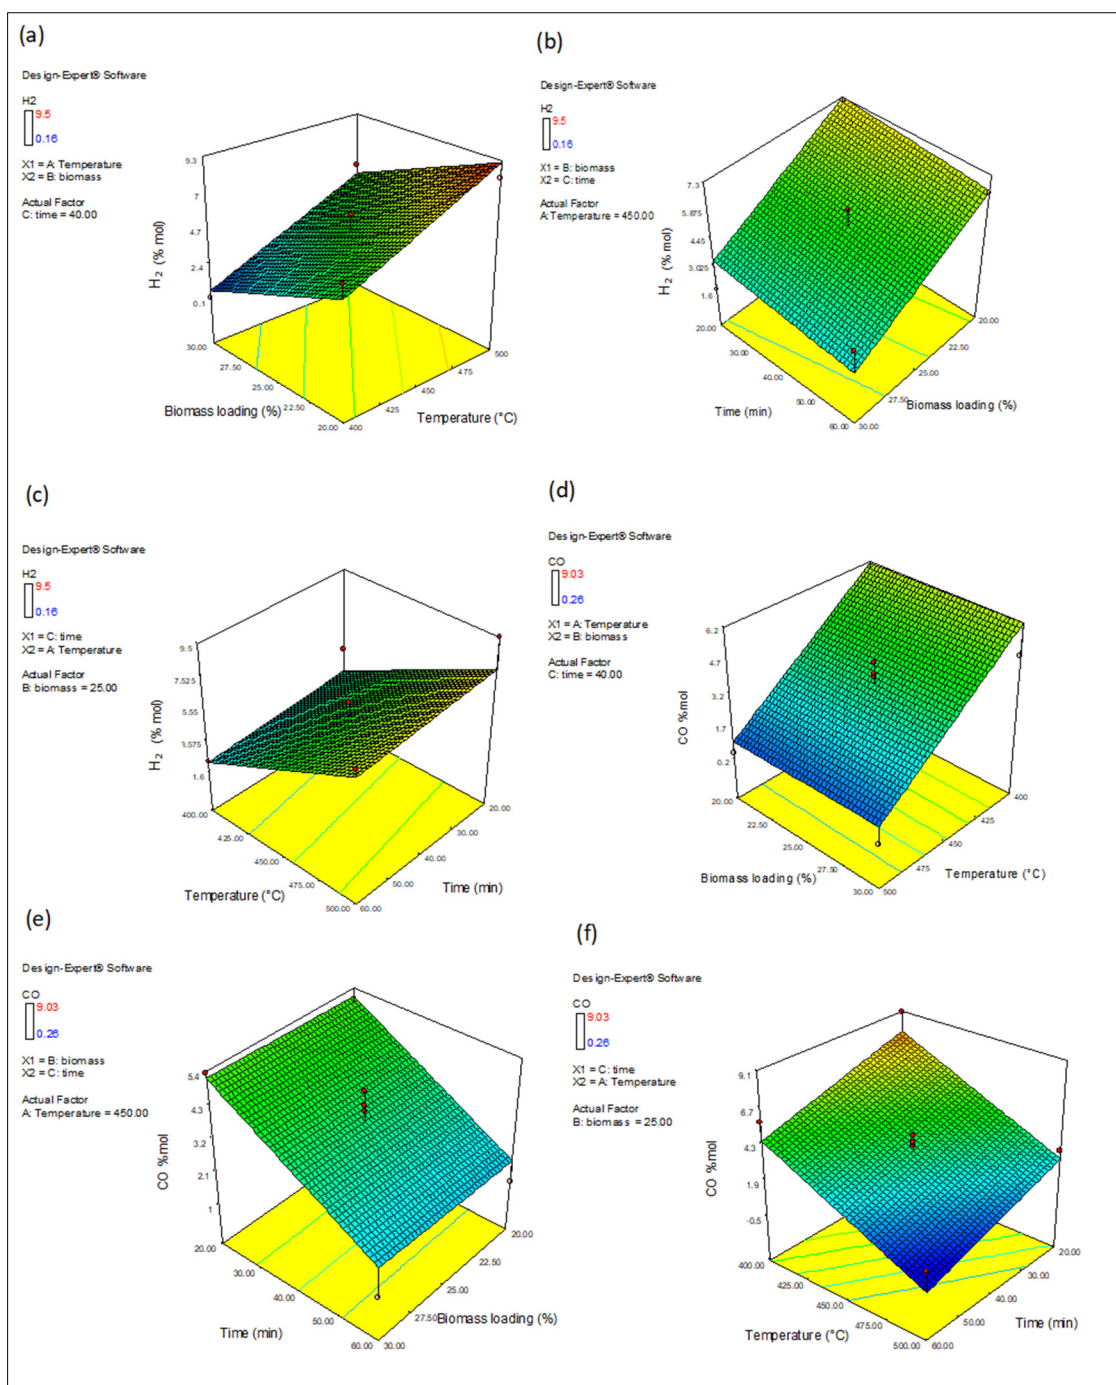 (a)
Design-Expert® Software
H2
9.5
0.16
X1 = A: Temperature
X2 = B: biomass
Actual Factor
C: time = 40.00
9.3
7
4.7
2.4
0.1
H2 (% mol)
30.00
27.50
25.00
22.50
20.00
Biomass loading (%)
400
425
450
475
500
Temperature (°C)
(b)
Design-Expert® Software
H2
9.5
0.16
X1 = B: biomass
X2 = C: time
Actual Factor
A: Temperature = 450.00
7.3
5.875
4.45
3.025
1.6
H2 (% mol)
20.00
30.00
40.00
50.00
60.00
Time (min)
30.00
27.50
25.00
22.50
20.00
Biomass loading (%)
(c)
Design-Expert® Software
H2
9.5
0.16
X1 = C: time
X2 = A: Temperature
Actual Factor
B: biomass = 25.00
9.5
7.525
5.55
3.575
1.6
H2 (% mol)
400.00
425.00
450.00
475.00
500.00
Temperature (°C)
60.00
50.00
40.00
30.00
20.00
Time (min)
(d)
Design-Expert® Software
CO
9.03
0.26
X1 = A: Temperature
X2 = B: biomass
Actual Factor
C: time = 40.00
6.2
4.7
3.2
1.7
0.2
CO %mol
20.00
22.50
25.00
27.50
30.00
Biomass loading (%)
500
475
450
425
400
Temperature (°C)
(e)
Design-Expert® Software
CO
9.03
0.26
X1 = B: biomass
X2 = C: time
Actual Factor
A: Temperature = 450.00
5.4
4.3
3.2
2.1
1
CO %mol
20.00
30.00
40.00
50.00
60.00
Time (min)
30.00
27.50
25.00
22.50
20.00
Biomass loading (%)
(f)
Design-Expert® Software
CO
9.03
0.26
X1 = C: time
X2 = A: Temperature
Actual Factor
B: biomass = 25.00
9.1
6.7
4.3
1.9
-0.5
CO %mol
400.00
425.00
450.00
475.00
500.00
Temperature (°C)
60.00
50.00
40.00
30.00
20.00
Time (min)